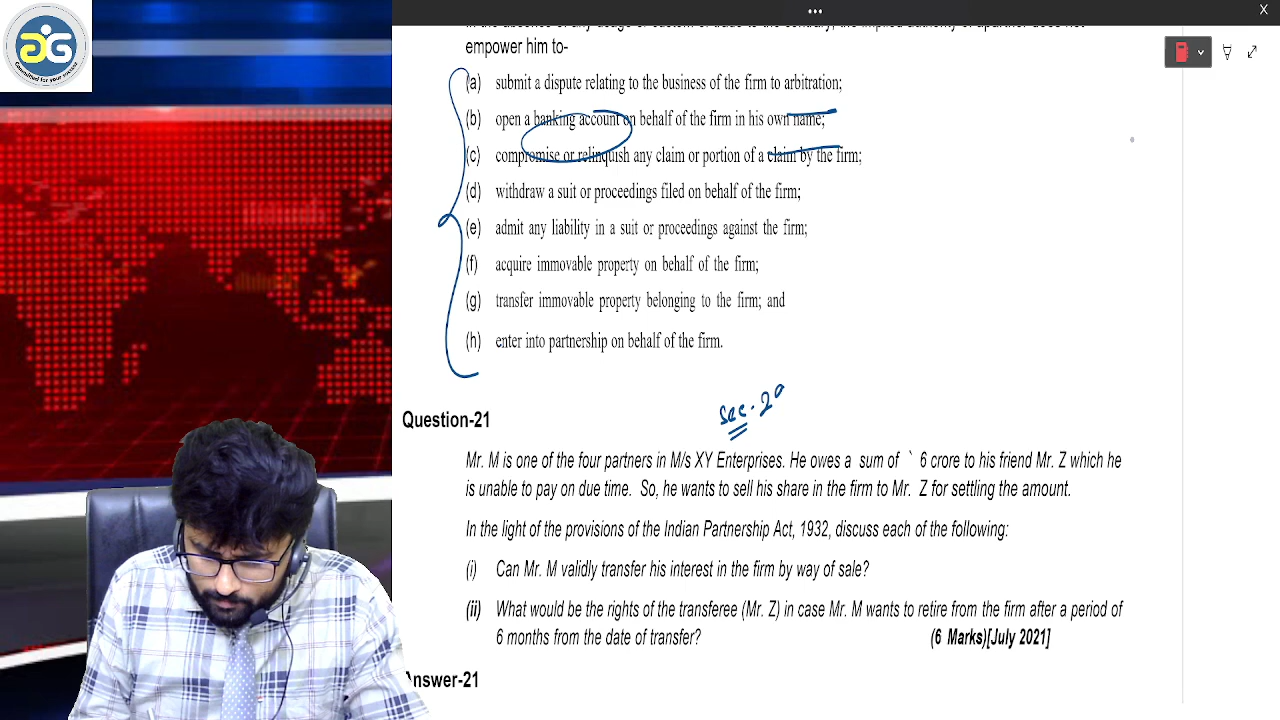 Committed for your success
empower him to-
(a) submit a dispute relating to the business of the firm to arbitration;
(b) open a banking account on behalf of the firm in his own name;
(c) compromise or relinquish any claim or portion of a claim by the firm;
(d) withdraw a suit or proceedings filed on behalf of the firm;
(e) admit any liability in a suit or proceedings against the firm;
(f) acquire immovable property on behalf of the firm;
(g) transfer immovable property belonging to the firm; and
(h) enter into partnership on behalf of the firm.
Sec. 29
Question-21
Mr. M is one of the four partners in M/s XY Enterprises. He owes a sum of ` 6 crore to his friend Mr. Z which he
is unable to pay on due time. So, he wants to sell his share in the firm to Mr. Z for settling the amount.
In the light of the provisions of the Indian Partnership Act, 1932, discuss each of the following:
(i) Can Mr. M validly transfer his interest in the firm by way of sale?
(ii) What would be the rights of the transferee (Mr. Z) in case Mr. M wants to retire from the firm after a period of
6 months from the date of transfer? (6 Marks)[July 2021]
Answer-21